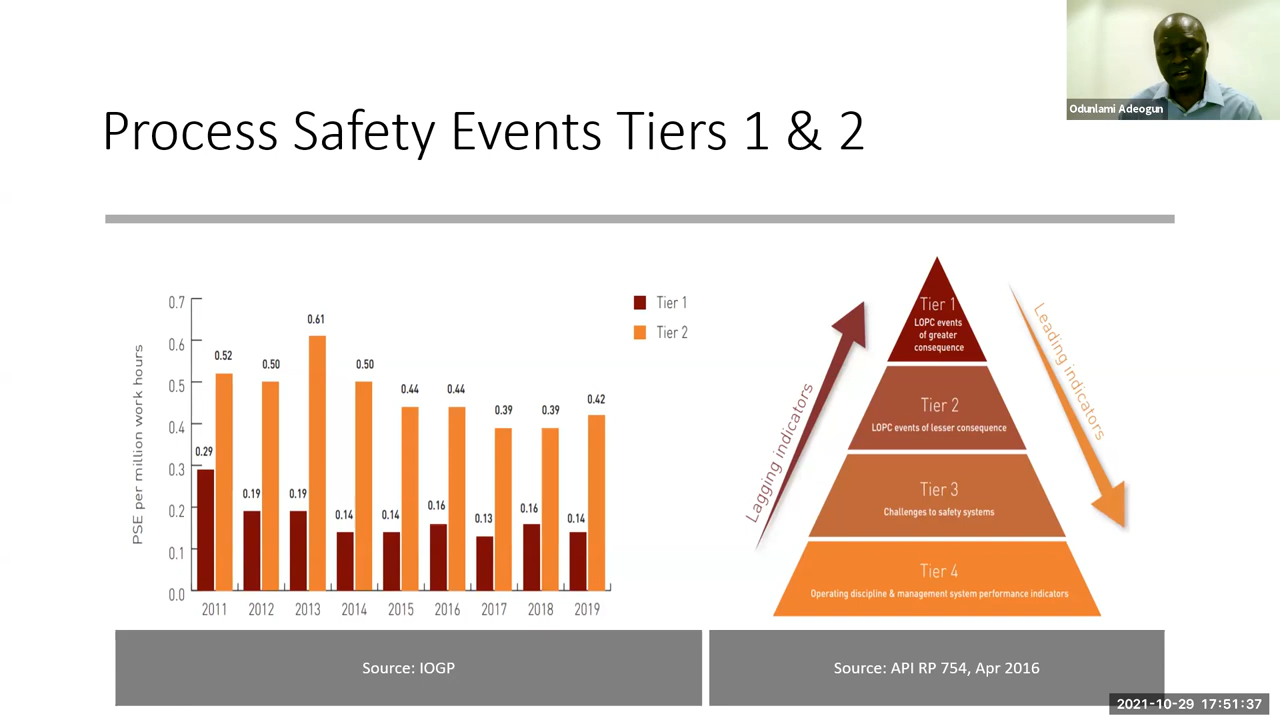 Odunlami Adeogun
Process Safety Events Tiers 1 & 2
PSE per million work hours
0.7
0.6
0.5
0.4
0.3
0.2
0.1
0.0
0.29
0.52
0.19
0.50
0.19
0.61
0.14
0.50
0.14
0.44
0.16
0.44
0.13
0.39
0.16
0.39
0.14
0.42
2011
2012
2013
2014
2015
2016
2017
2018
2019
Tier 1
Tier 2
Lagging indicators
Tier 1
LOPC events
of greater
consequence
Tier 2
LOPC events of lesser consequence
Tier 3
Challenges to safety systems
Tier 4
Operating discipline & management system performance indicators
Leading indicators
Source: IOGP
Source: API RP 754, Apr 2016
2021-10-29 17:51:37